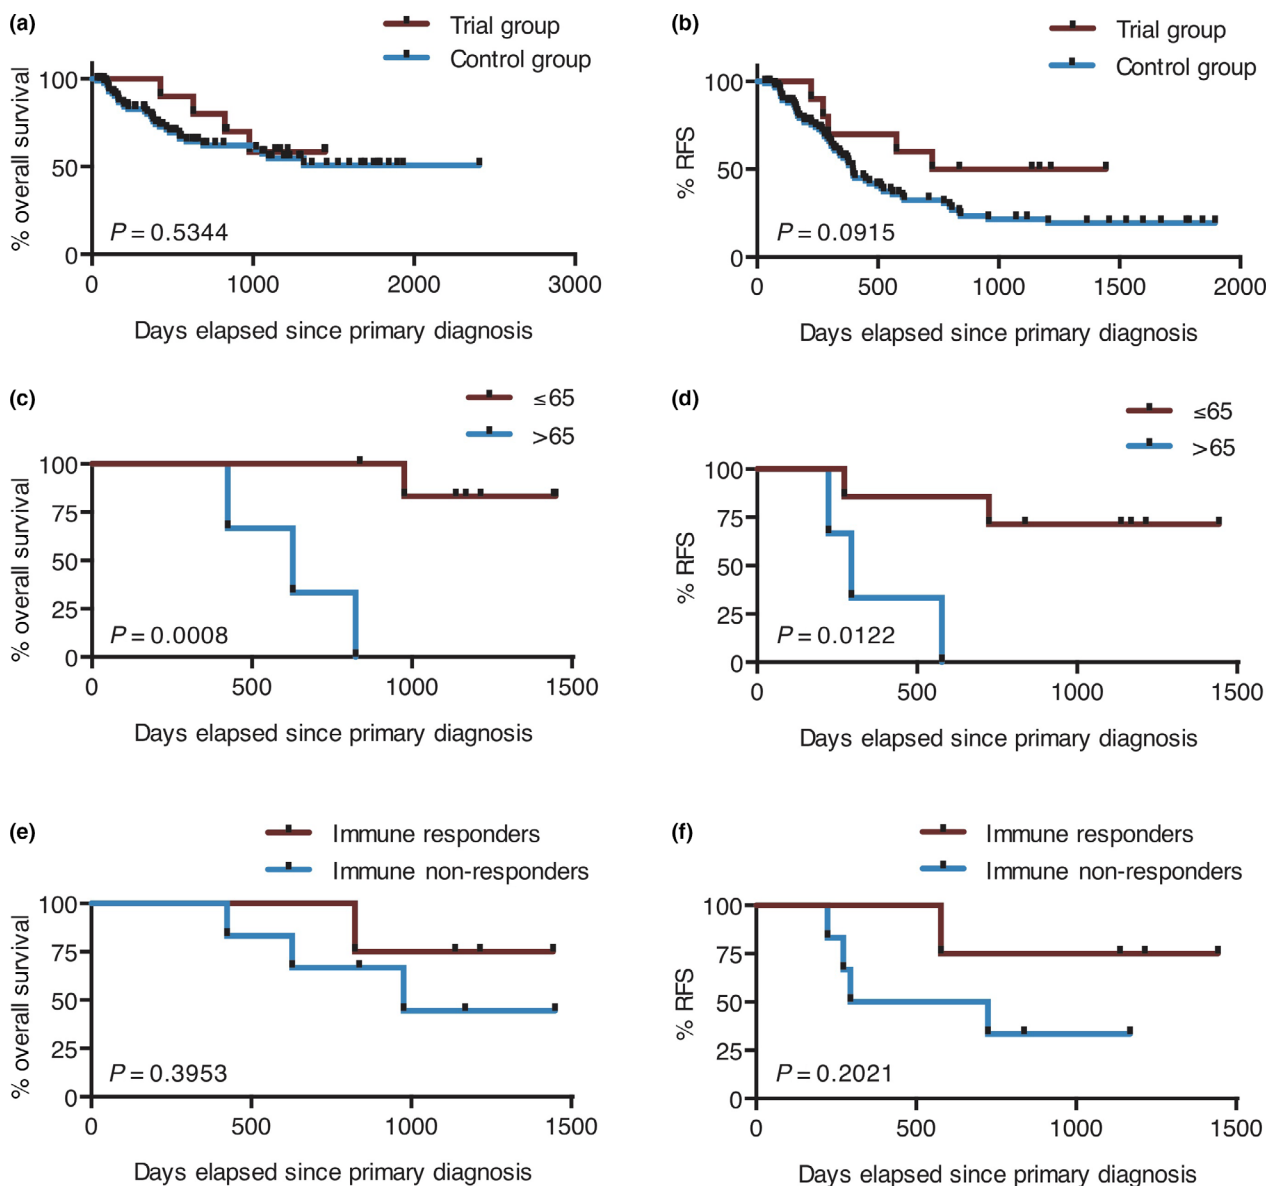 (a)
Trial group
Control group
% overall survival
100
50
0
P = 0.5344
0 1000 2000 3000
Days elapsed since primary diagnosis
(b)
Trial group
Control group
% RFS
100
50
0
P = 0.0915
0 500 1000 1500 2000
Days elapsed since primary diagnosis
(c)
≤65
>65
% overall survival
100
75
50
25
0
P = 0.0008
0 500 1000 1500
Days elapsed since primary diagnosis
(d)
≤65
>65
% RFS
100
75
50
25
0
P = 0.0122
0 500 1000 1500
Days elapsed since primary diagnosis
(e)
Immune responders
Immune non-responders
% overall survival
100
75
50
25
0
P = 0.3953
0 500 1000 1500
Days elapsed since primary diagnosis
(f)
Immune responders
Immune non-responders
% RFS
100
75
50
25
0
P = 0.2021
0 500 1000 1500
Days elapsed since primary diagnosis